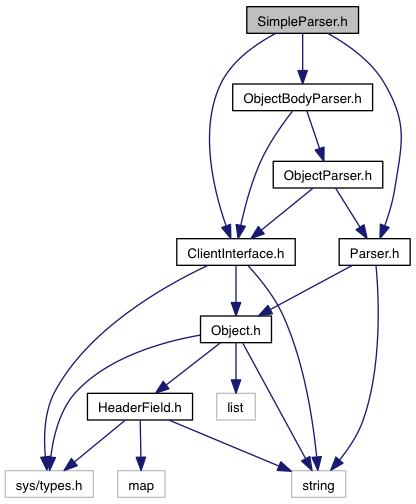 SimpleParser.h
ObjectBodyParser.h
ObjectParser.h
ClientInterface.h
Parser.h
Object.h
HeaderField.h
list
sys/types.h
map
string